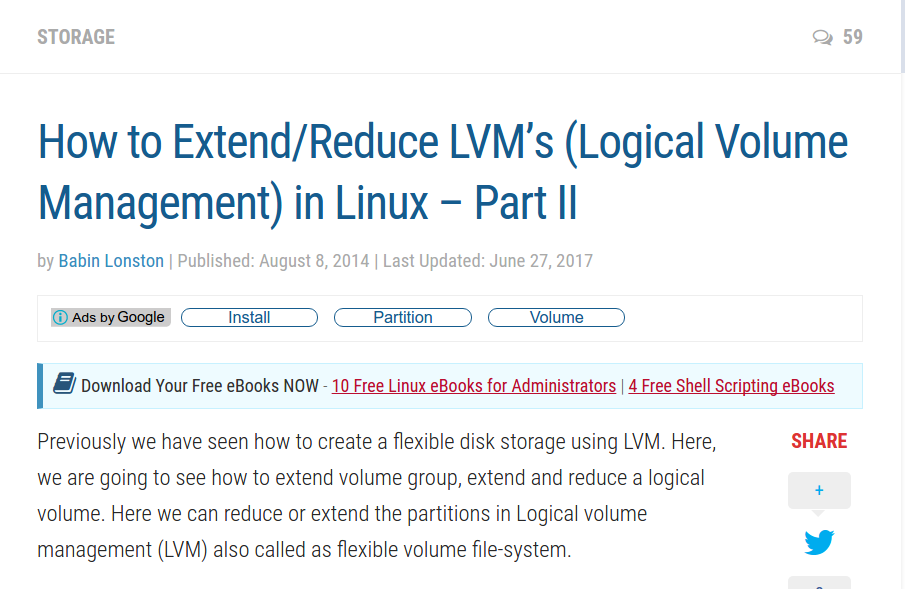 STORAGE 59
How to Extend/Reduce LVM’s (Logical Volume
Management) in Linux – Part II
by Babin Lonston | Published: August 8, 2014 | Last Updated: June 27, 2017
Ads by Google Install Partition Volume
Download Your Free eBooks NOW - 10 Free Linux eBooks for Administrators | 4 Free Shell Scripting eBooks
Previously we have seen how to create a flexible disk storage using LVM. Here,
we are going to see how to extend volume group, extend and reduce a logical
volume. Here we can reduce or extend the partitions in Logical volume
management (LVM) also called as flexible volume file-system.
SHARE
+